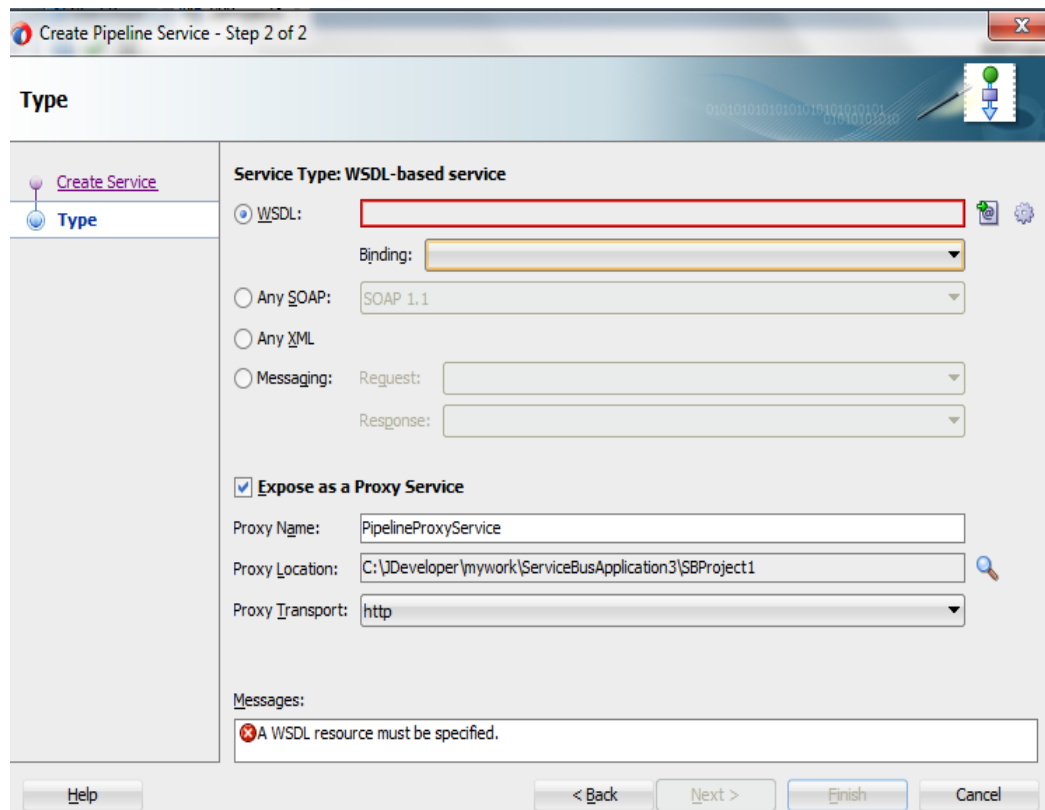 Create Pipeline Service - Step 2 of 2
X
Type
Create Service
Type
Service Type: WSDL-based service
WSDL:
Binding:
Any SOAP: SOAP 1.1
Any XML
Messaging: Request:
Response:
Expose as a Proxy Service
Proxy Name: PipelineProxyService
Proxy Location: C:\JDeveloper\mywork\ServiceBusApplication3\SBProject1
Proxy Transport: http
Messages:
A WSDL resource must be specified.
Help < Back Next > Finish Cancel